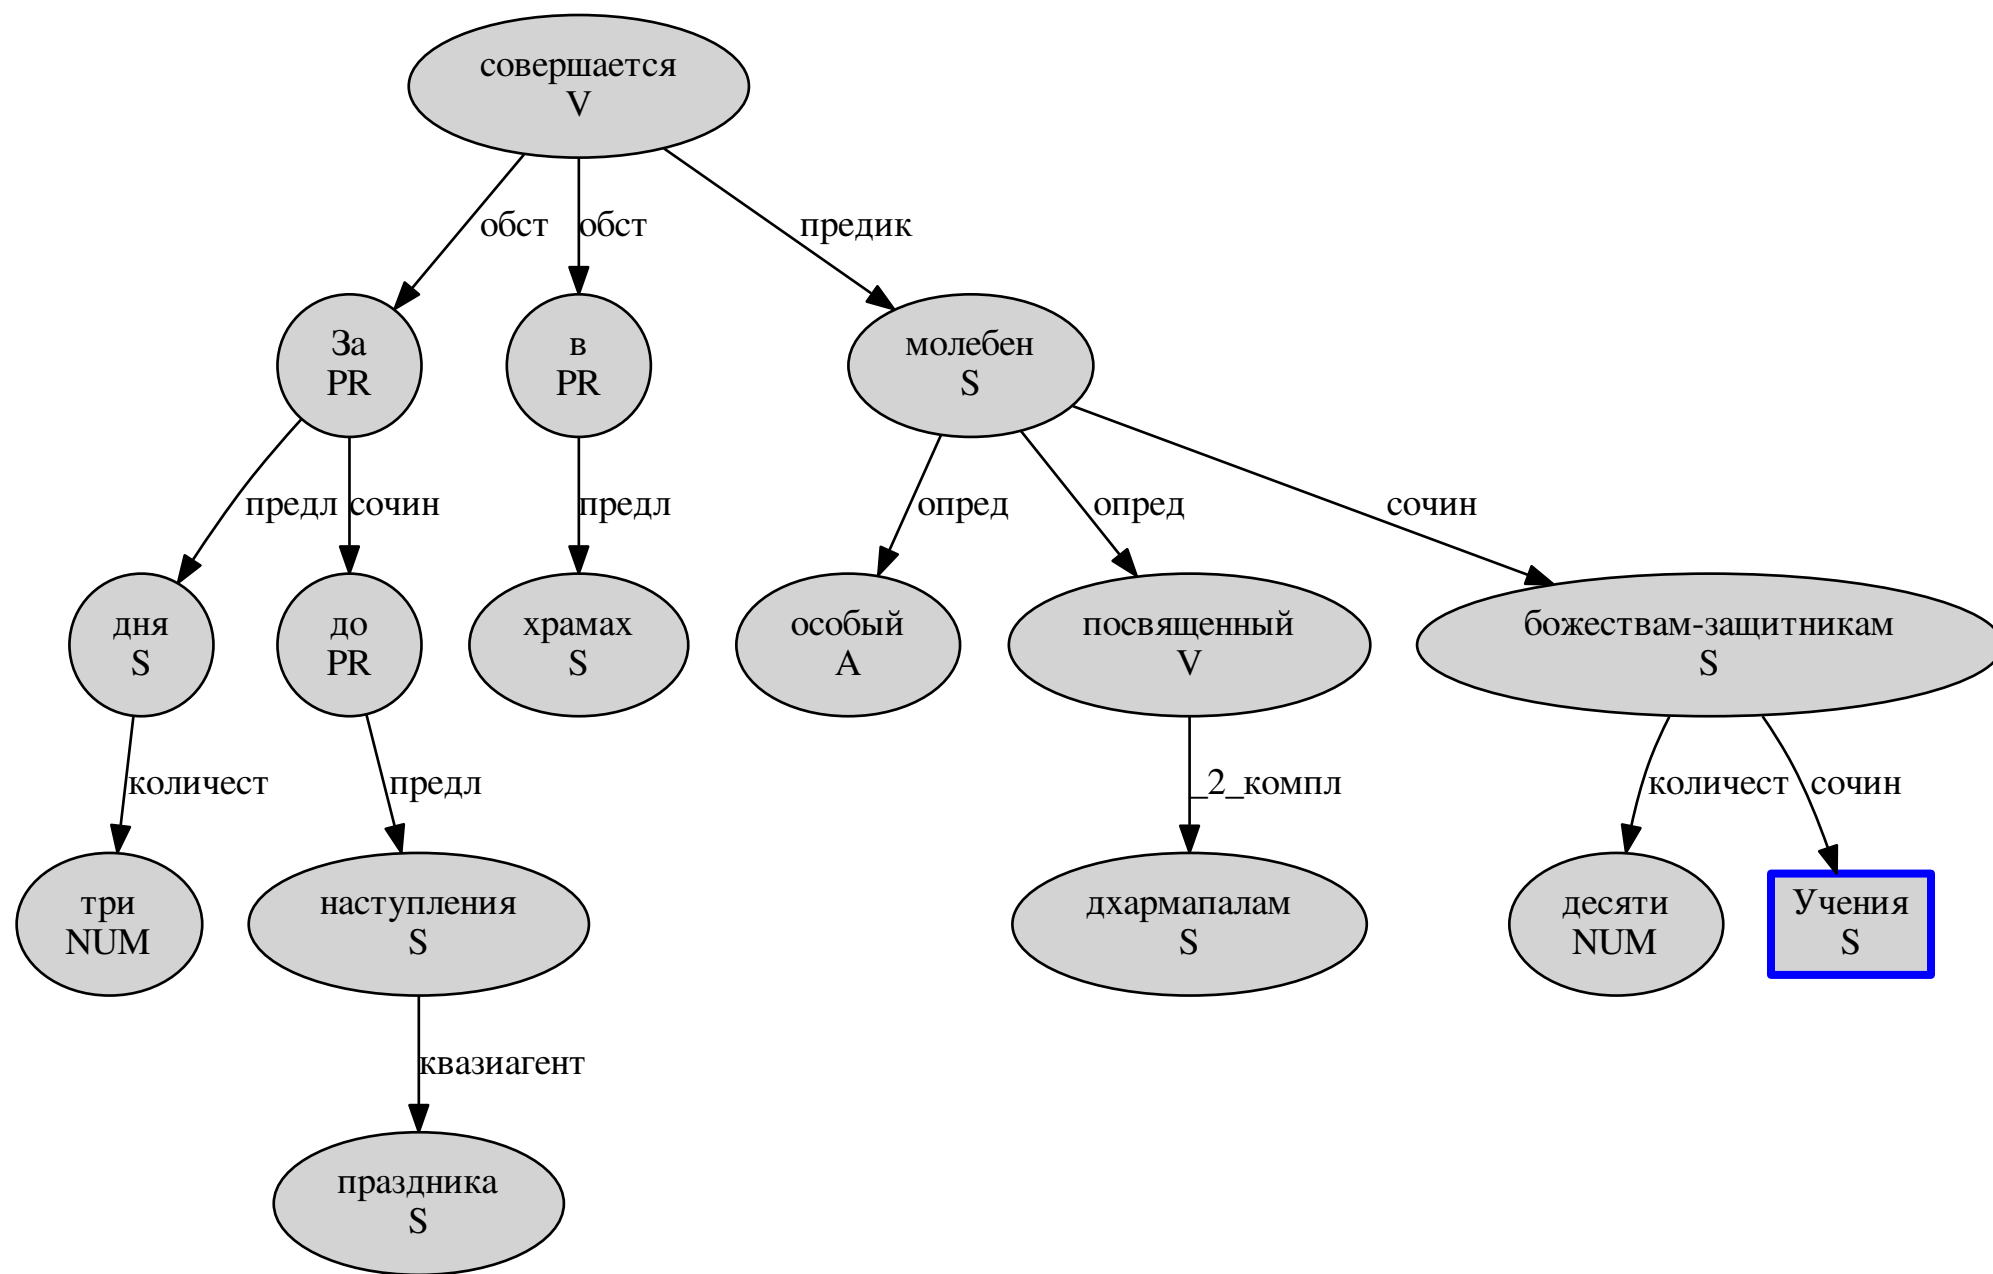 совершается
V
обст
обст
предик
За
PR
в
PR
молебен
S
предл
сочин
предл
опред
опред
сочин
дня
S
до
PR
храмах
S
особый
A
посвященный
V
божествам-защитникам
S
количест
предл
_2_компл
количест
сочин
три
NUM
наступления
S
дхармапалам
S
десяти
NUM
Учения
S
квазиагент
праздника
S